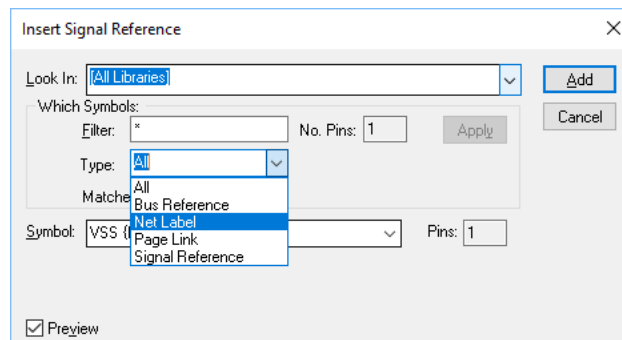 Insert Signal Reference
Look In: [All Libraries] Add
Which Symbols: Cancel
Filter: * No. Pins: 1 Apply
Type: All
All
Matche
Bus Reference
Net Label
Symbol: VSS Pins: 1
Page Link
Signal Reference
Preview